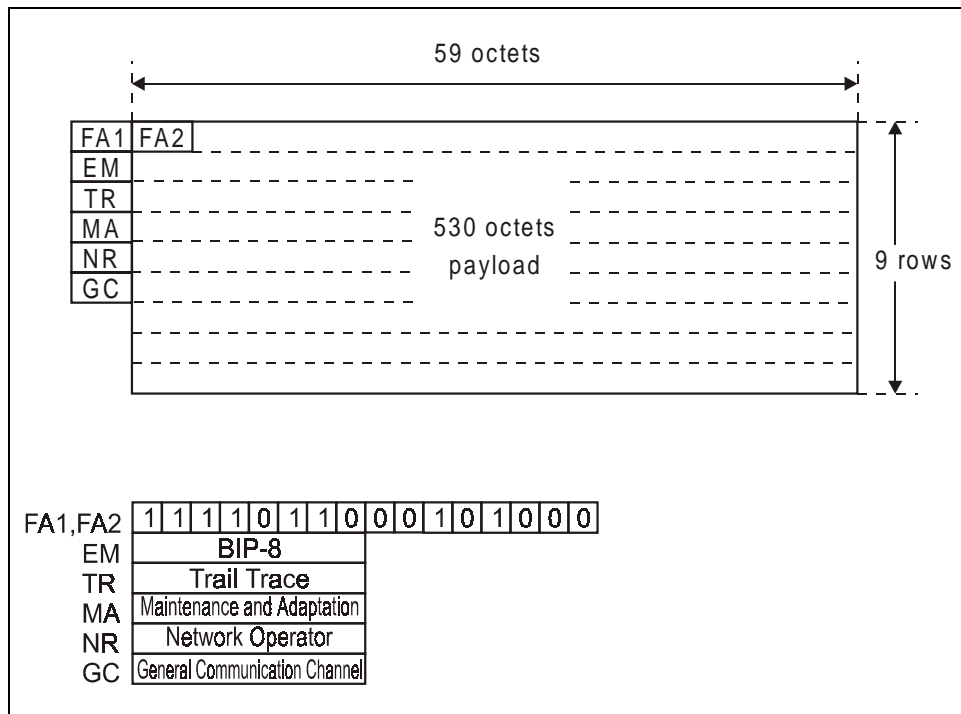 59 octets
FA1 FA2
EM
TR
MA
NR
GC
530 octets
payload
9 rows
FA1,FA2 1 1 1 1 0 1 1 0 0 0 1 0 1 0 0 0
EM BIP-8
TR Trail Trace
MA Maintenance and Adaptation
NR Network Operator
GC General Communication Channel